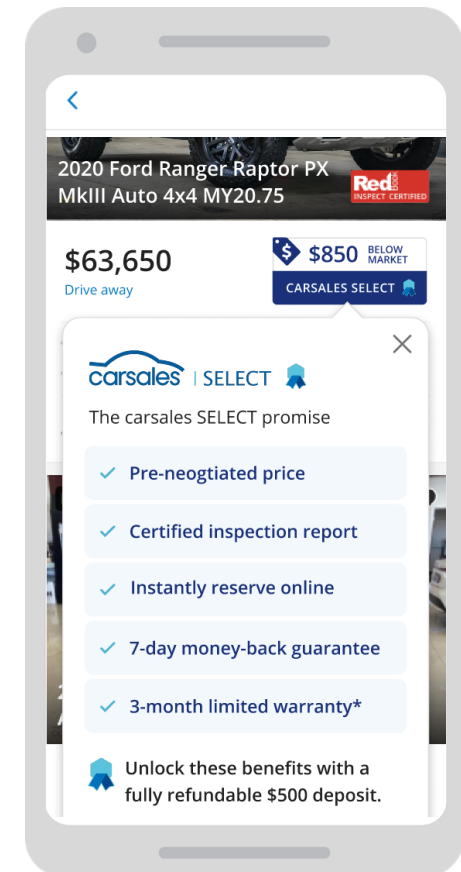 2020 Ford Ranger Raptor PX
MkIII Auto 4x4 MY20.75
RedBOOK
INSPECT CERTIFIED
$63,650
Drive away
$850 BELOW MARKET
CARSALES SELECT
carsales | SELECT
The carsales SELECT promise
Pre-neogtiated price
Certified inspection report
Instantly reserve online
7-day money-back guarantee
3-month limited warranty*
Unlock these benefits with a
fully refundable $500 deposit.